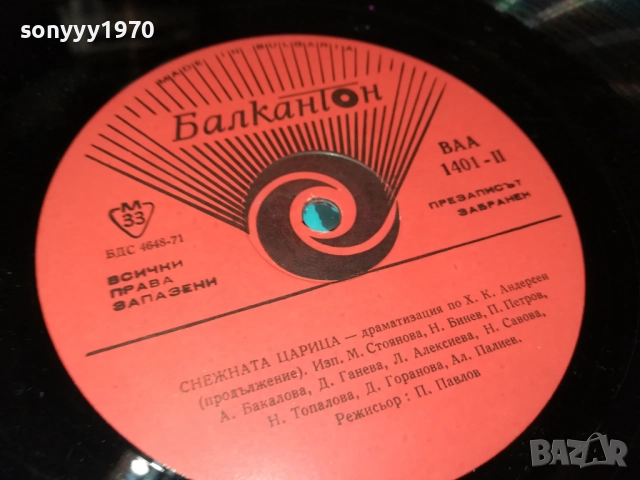 sonyyy1970
MADE IN BULGARIA
Балкантон
ВАА
1401-II
М
33
БДС 4648-71
ВСИЧКИ
ПРАВА
ЗАПАЗЕНИ
ПРЕЗАПИСЪТ
ЗАБРАНЕН
СНЕЖНАТА ЦАРИЦА — драматизация по Х. К. Андерсен
(продължение). Изп. М. Стоянова, Н. Бинев, П. Петров,
А. Бакалова, Д. Ганева, Л. Алексиева, Н. Савова,
Н. Топалова, Д. Горанова, Ал. Палиев.
Режисьор : П. Павлов
BAZAR